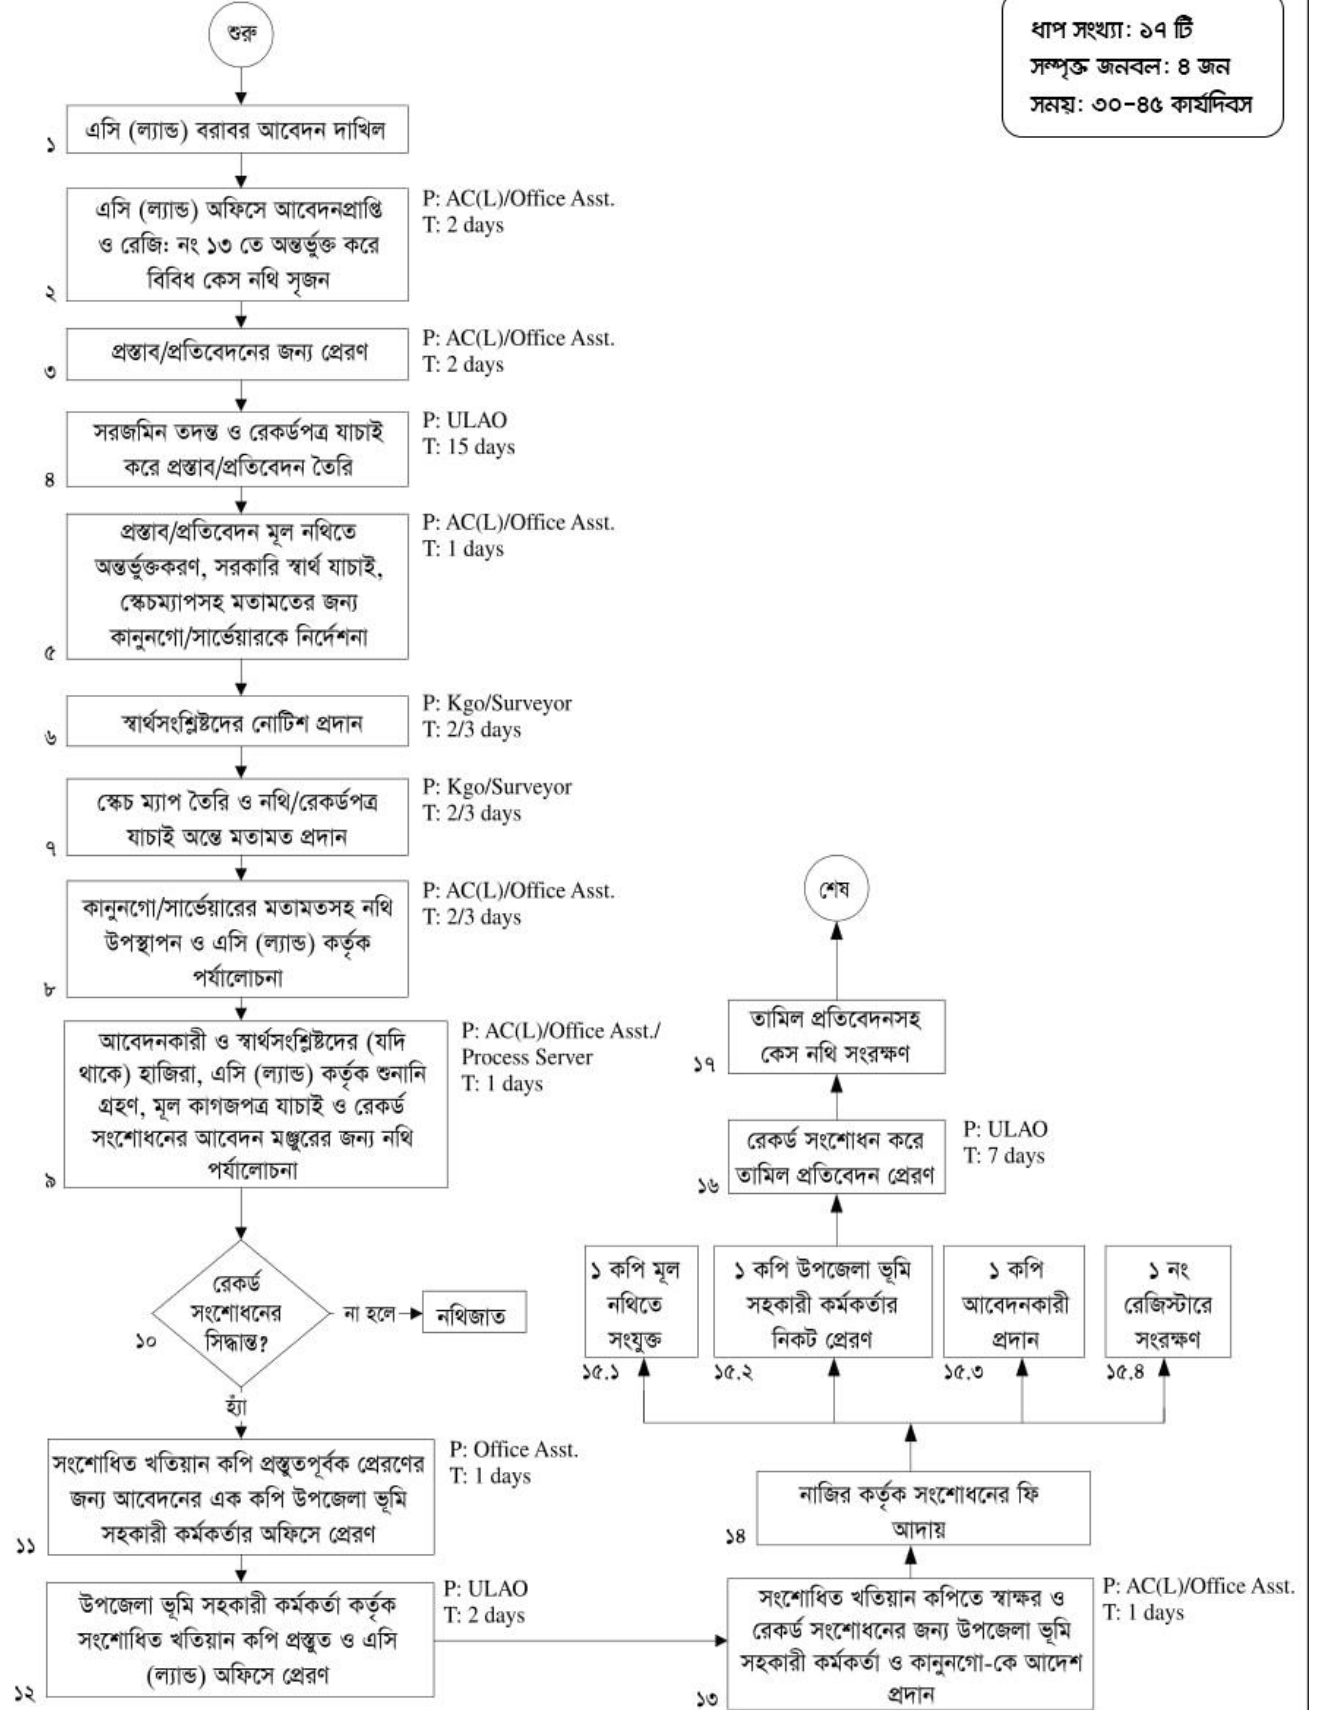 শুরু
ধাপ সংখ্যা: ১৭ টি
সম্পৃক্ত জনবল: ৪ জন
সময়: ৩০-৪৫ কার্যদিবস
এসি (ল্যান্ড) বরাবর আবেদন দাখিল
১
এসি (ল্যান্ড) অফিসে আবেদনপ্রাপ্তি
ও রেজি: নং ১৩ তে অন্তর্ভুক্ত করে
বিবিধ কেস নথি সৃজন
২
P: AC(L)/Office Asst.
T: 2 days
প্রস্তাব/প্রতিবেদনের জন্য প্রেরণ
৩
P: AC(L)/Office Asst.
T: 2 days
সরজমিন তদন্ত ও রেকর্ডপত্র যাচাই
করে প্রস্তাব/প্রতিবেদন তৈরি
৪
P: ULAO
T: 15 days
প্রস্তাব/প্রতিবেদন মূল নথিতে
অন্তর্ভুক্তকরণ, সরকারি স্বার্থ যাচাই,
স্কেচম্যাপসহ মতামতের জন্য
কানুনগো/সার্ভেয়ারকে নির্দেশনা
৫
P: AC(L)/Office Asst.
T: 1 days
স্বার্থসংশ্লিষ্টদের নোটিশ প্রদান
৬
P: Kgo/Surveyor
T: 2/3 days
স্কেচ ম্যাপ তৈরি ও নথি/রেকর্ডপত্র
যাচাই অন্তে মতামত প্রদান
৭
P: Kgo/Surveyor
T: 2/3 days
কানুনগো/সার্ভেয়ারের মতামতসহ নথি
উপস্থাপন ও এসি (ল্যান্ড) কর্তৃক
পর্যালোচনা
৮
P: AC(L)/Office Asst.
T: 2/3 days
আবেদনকারী ও স্বার্থসংশ্লিষ্টদের (যদি
থাকে) হাজিরা, এসি (ল্যান্ড) কর্তৃক শুনানি
গ্রহণ, মূল কাগজপত্র যাচাই ও রেকর্ড
সংশোধনের আবেদন মঞ্জুরের জন্য নথি
পর্যালোচনা
৯
P: AC(L)/Office Asst./
Process Server
T: 1 days
রেকর্ড
সংশোধনের
সিদ্ধান্ত?
১০
না হলে
নথিজাত
হ্যাঁ
সংশোধিত খতিয়ান কপি প্রস্তুতপূর্বক প্রেরণের
জন্য আবেদনের এক কপি উপজেলা ভূমি
সহকারী কর্মকর্তার অফিসে প্রেরণ
১১
P: Office Asst.
T: 1 days
উপজেলা ভূমি সহকারী কর্মকর্তা কর্তৃক
সংশোধিত খতিয়ান কপি প্রস্তুত ও এসি
(ল্যান্ড) অফিসে প্রেরণ
১২
P: ULAO
T: 2 days
সংশোধিত খতিয়ান কপিতে স্বাক্ষর ও
রেকর্ড সংশোধনের জন্য উপজেলা ভূমি
সহকারী কর্মকর্তা ও কানুনগো-কে আদেশ
প্রদান
১৩
P: AC(L)/Office Asst.
T: 1 days
নাজির কর্তৃক সংশোধনের ফি
আদায়
১৪
১ কপি মূল
নথিতে
সংযুক্ত
১৫.১
১ কপি উপজেলা ভূমি
সহকারী কর্মকর্তার
নিকট প্রেরণ
১৫.২
১ কপি
আবেদনকারী
প্রদান
১৫.৩
১ নং
রেজিস্টারে
সংরক্ষণ
১৫.৪
রেকর্ড সংশোধন করে
তামিল প্রতিবেদন প্রেরণ
১৬
P: ULAO
T: 7 days
তামিল প্রতিবেদনসহ
কেস নথি সংরক্ষণ
১৭
শেষ